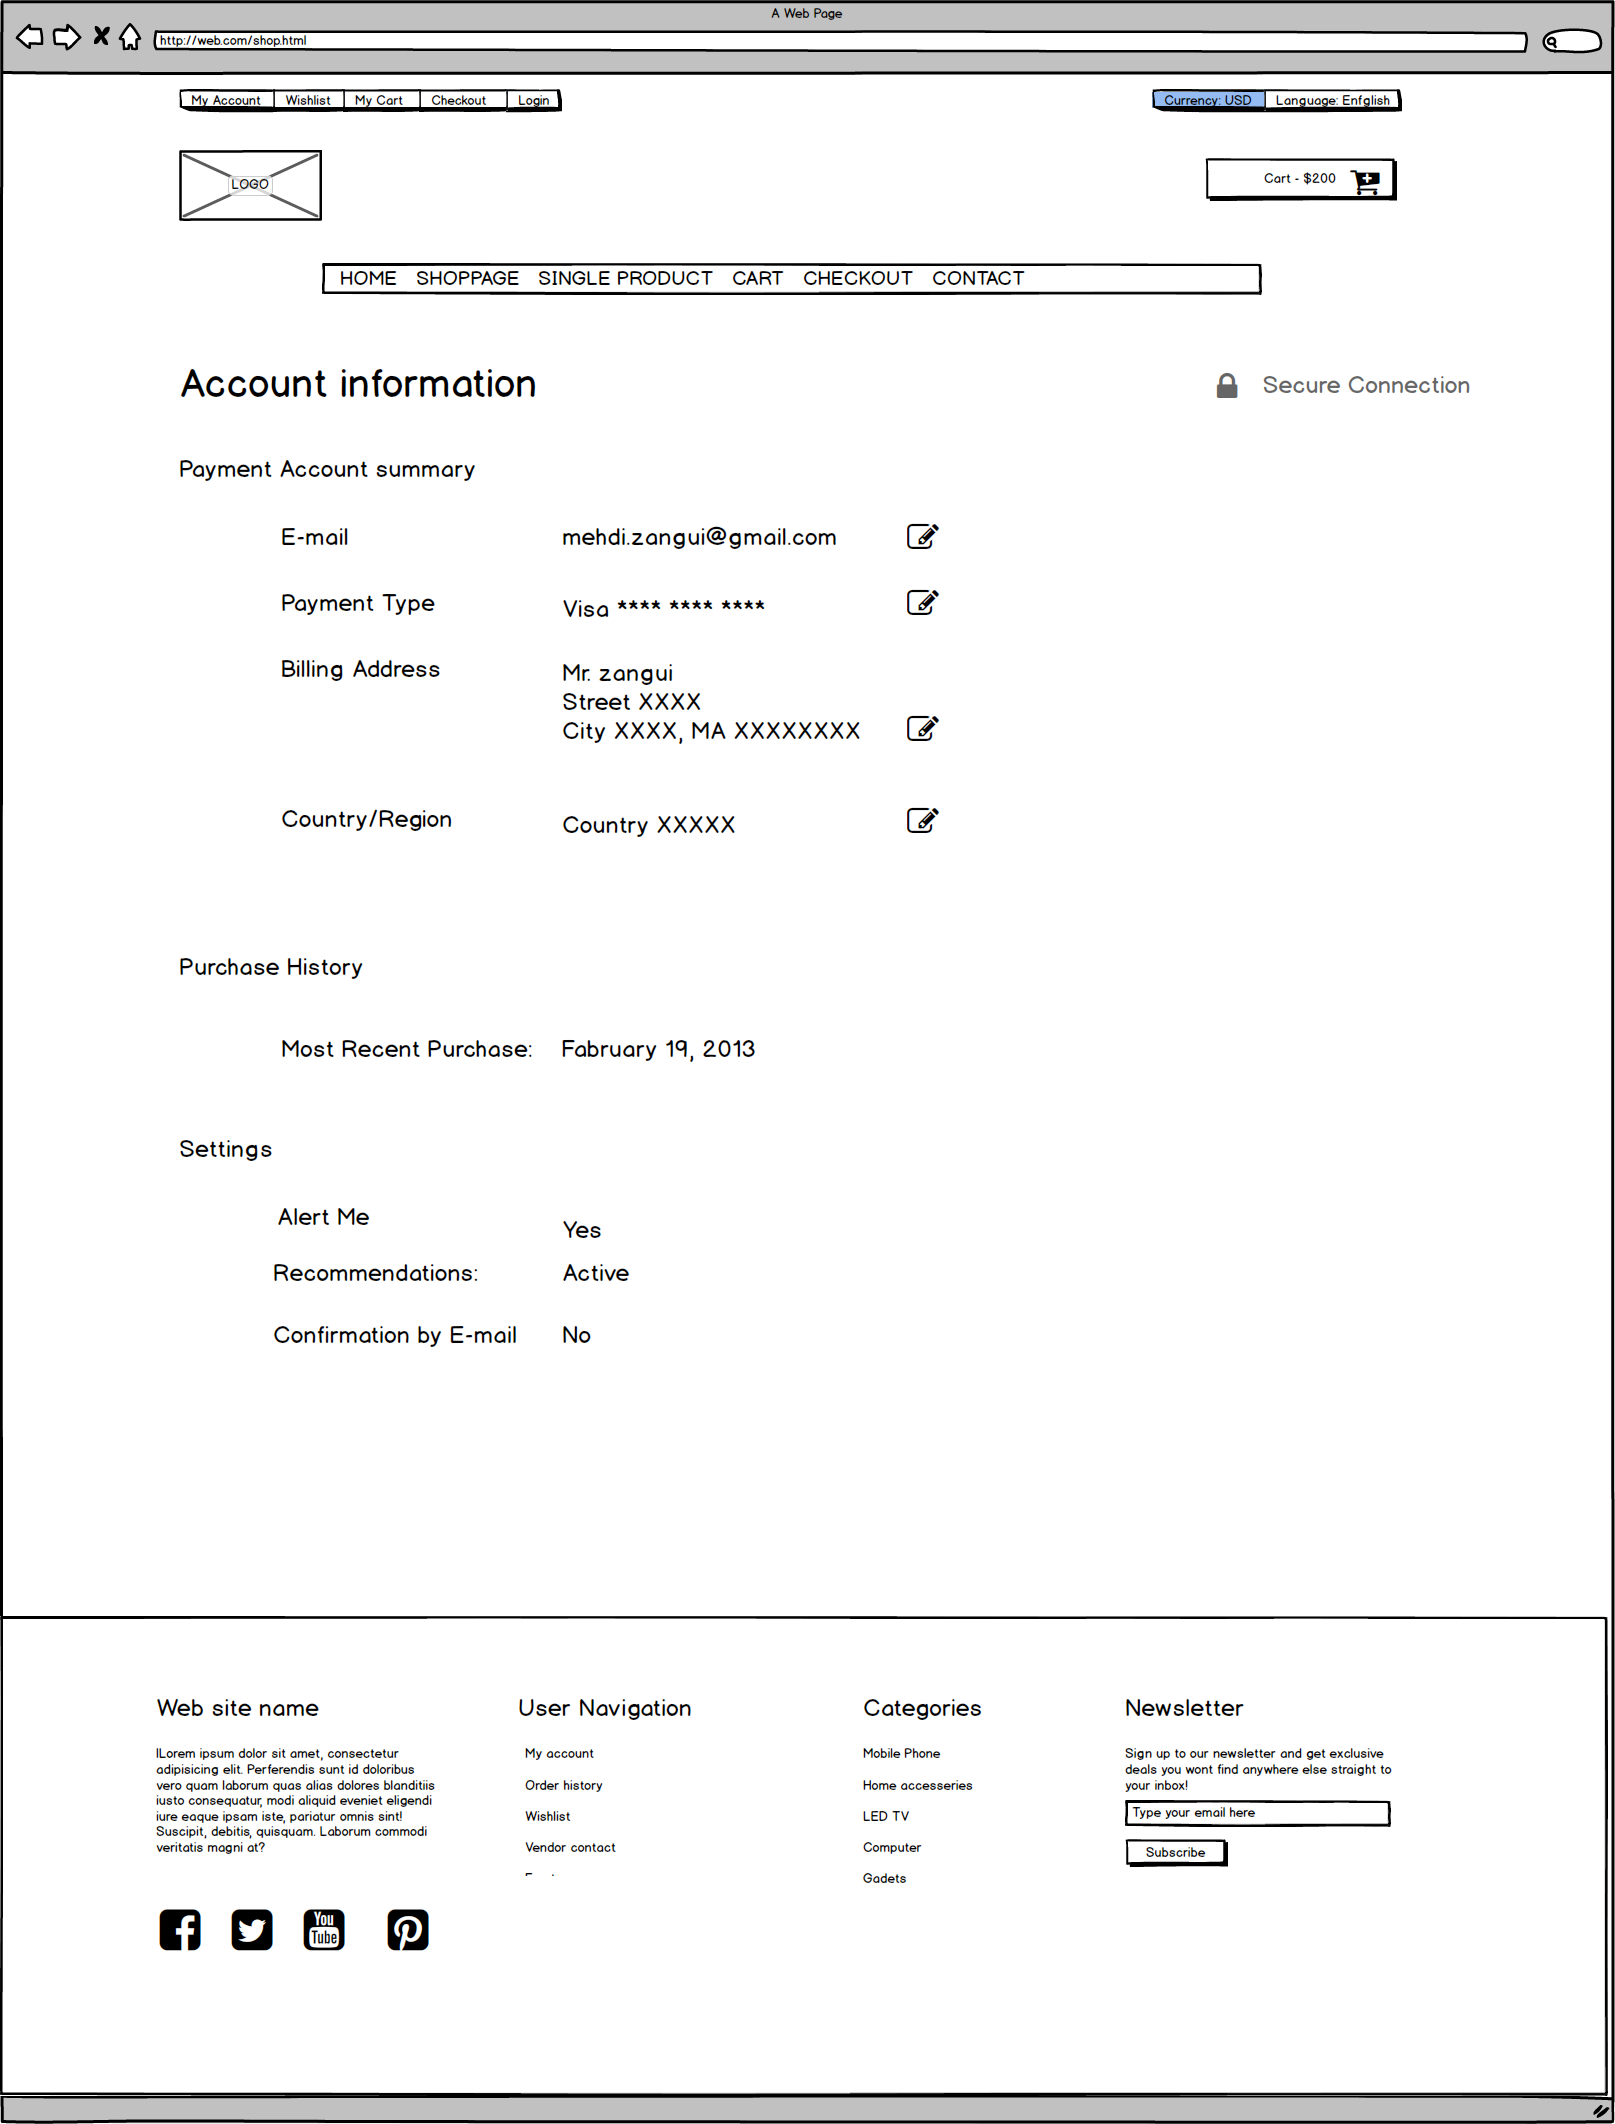 A Web Page
http://web.com/shop.html
My Account Wishlist My Cart Checkout Login
Currency: USD Language: Enfglish
LOGO
Cart - $200
HOME SHOPPAGE SINGLE PRODUCT CART CHECKOUT CONTACT
Account information
Secure Connection
Payment Account summary
E-mail mehdi.zangui@gmail.com
Payment Type Visa **** **** ****
Billing Address Mr. zangui
Street XXXX
City XXXX, MA XXXXXXXX
Country/Region Country XXXXX
Purchase History
Most Recent Purchase: Fabruary 19, 2013
Settings
Alert Me Yes
Recommendations: Active
Confirmation by E-mail No
Web site name
lLorem ipsum dolor sit amet, consectetur
adipisicing elit. Perferendis sunt id doloribus
vero quam laborum quas alias dolores blanditiis
iusto consequatur, modi aliquid eveniet eligendi
iure eaque ipsam iste, pariatur omnis sint!
Suscipit, debitis, quisquam. Laborum commodi
veritatis magni at?
You
Tube
User Navigation
My account
Order history
Wishlist
Vendor contact
Categories
Mobile Phone
Home accesseries
LED TV
Computer
Gadets
Newsletter
Sign up to our newsletter and get exclusive
deals you wont find anywhere else straight to
your inbox!
Type your email here
Subscribe